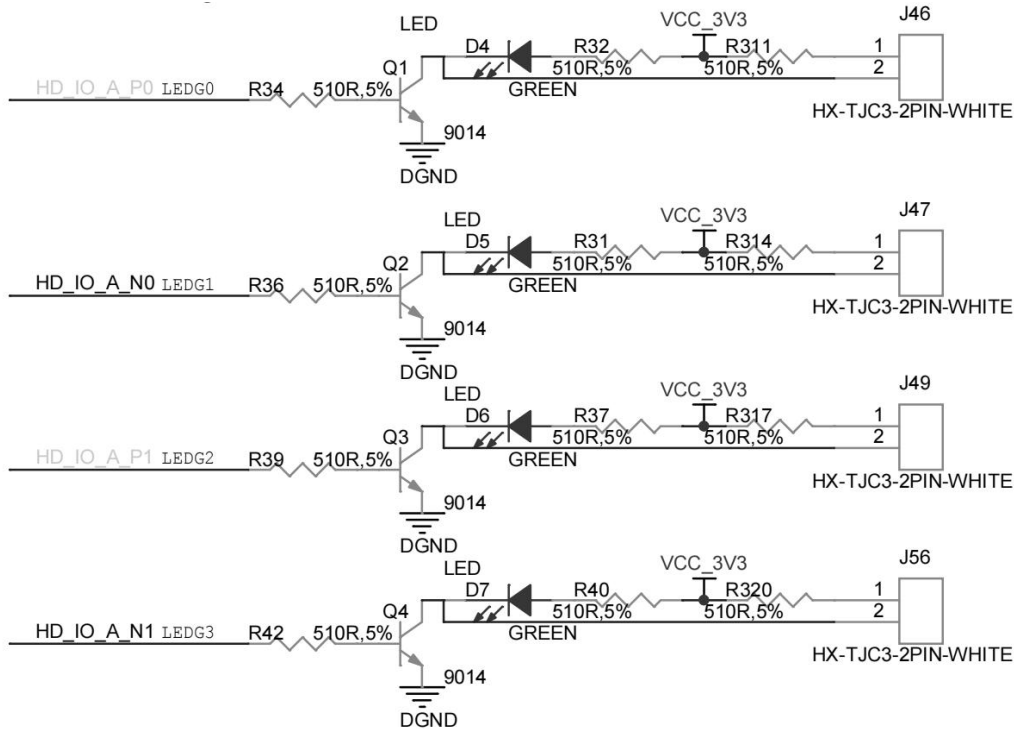 LED
VCC_3V3
J46
D4
R32
R311
1
Q1
2
HD_IO_A_P0 LEDG0
R34
510R,5%
510R,5%
510R,5%
GREEN
HX-TJC3-2PIN-WHITE
9014
DGND
LED
VCC_3V3
J47
D5
R31
R314
1
Q2
2
HD_IO_A_N0 LEDG1
R36
510R,5%
510R,5%
510R,5%
GREEN
HX-TJC3-2PIN-WHITE
9014
DGND
LED
VCC_3V3
J49
D6
R37
R317
1
Q3
2
HD_IO_A_P1 LEDG2
R39
510R,5%
510R,5%
510R,5%
GREEN
HX-TJC3-2PIN-WHITE
9014
DGND
LED
VCC_3V3
J56
D7
R40
R320
1
Q4
2
HD_IO_A_N1 LEDG3
R42
510R,5%
510R,5%
510R,5%
GREEN
HX-TJC3-2PIN-WHITE
9014
DGND